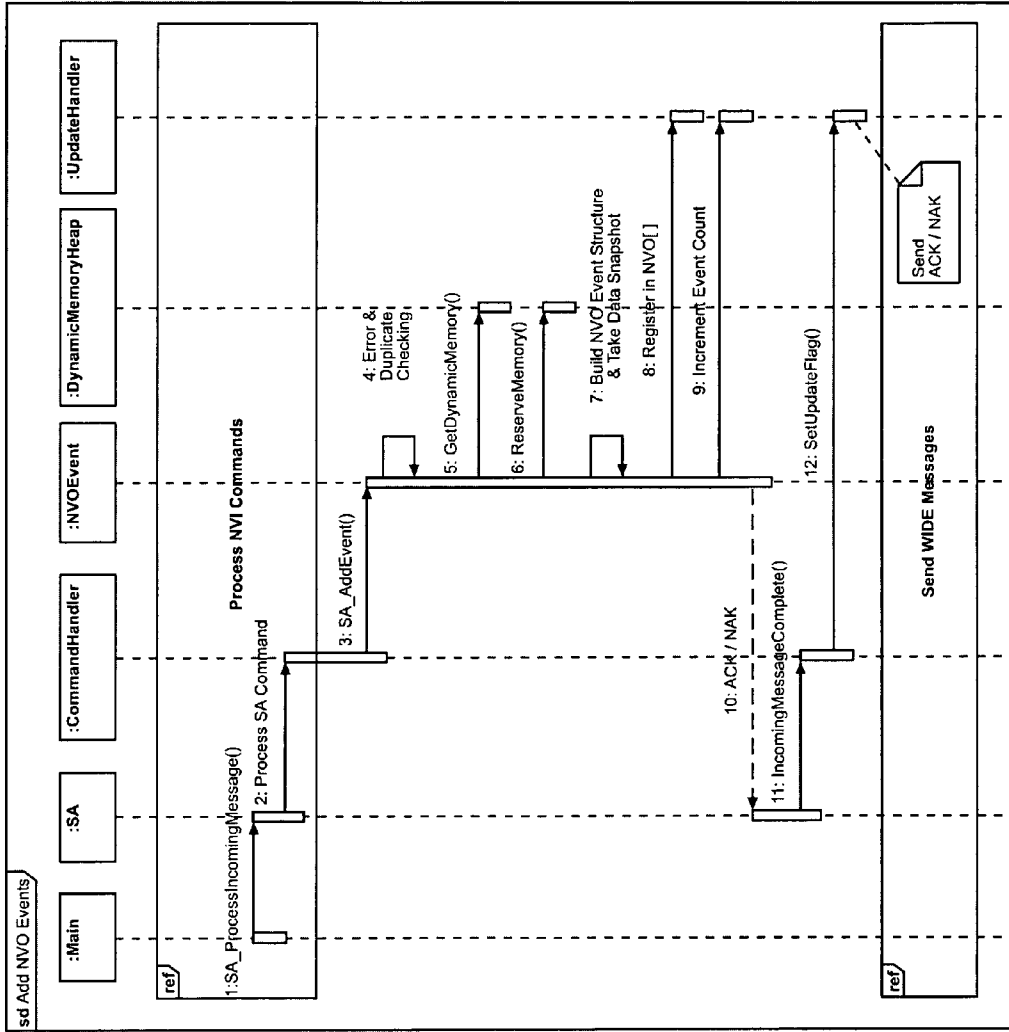 sd Add NVO Events
:Main
:SA
:CommandHandler
:NVOEvent
:DynamicMemoryHeap
:UpdateHandler
ref
Process NVI Commands
1:SA_ProcessIncomingMessage()
2: Process SA Command
3: SA_AddEvent()
4: Error &
Duplicate
Checking
5: GetDynamicMemory()
6: ReserveMemory()
7: Build NVO Event Structure
& Take Data Snapshot
8: Register in NVO[ ]
9: Increment Event Count
10: ACK / NAK
11: IncomingMessageComplete()
12: SetUpdateFlag()
Send
ACK / NAK
ref
Send WIDE Messages